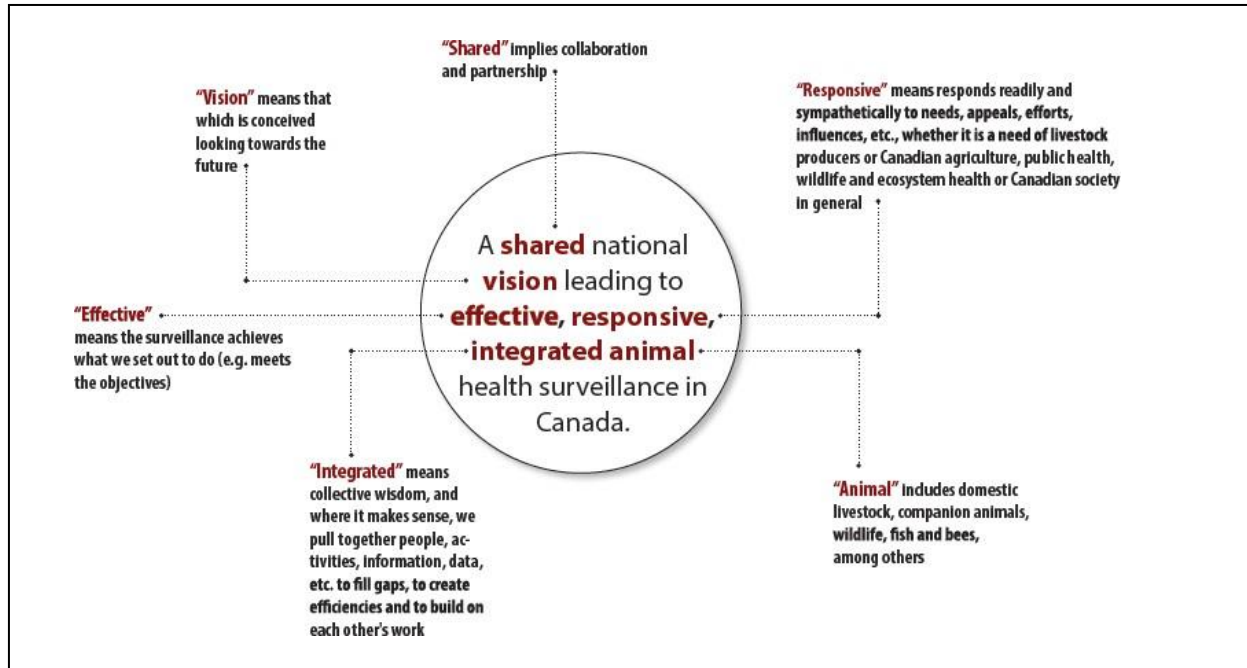 “Shared” implies collaboration
and partnership
“Vision” means that
which is conceived
looking towards the
future
“Responsive” means responds readily and
sympathetically to needs, appeals, efforts,
influences, etc., whether it is a need of livestock
producers or Canadian agriculture, public health,
wildlife and ecosystem health or Canadian society
in general
A shared national
vision leading to
effective, responsive,
integrated animal
health surveillance in
Canada.
“Effective”
means the surveillance achieves
what we set out to do (e.g. meets
the objectives)
“Integrated” means
collective wisdom, and
where it makes sense, we
pull together people, ac-
tivities, information, data,
etc. to fill gaps, to create
efficiencies and to build on
each other's work
“Animal” includes domestic
livestock, companion animals,
wildlife, fish and bees,
among others